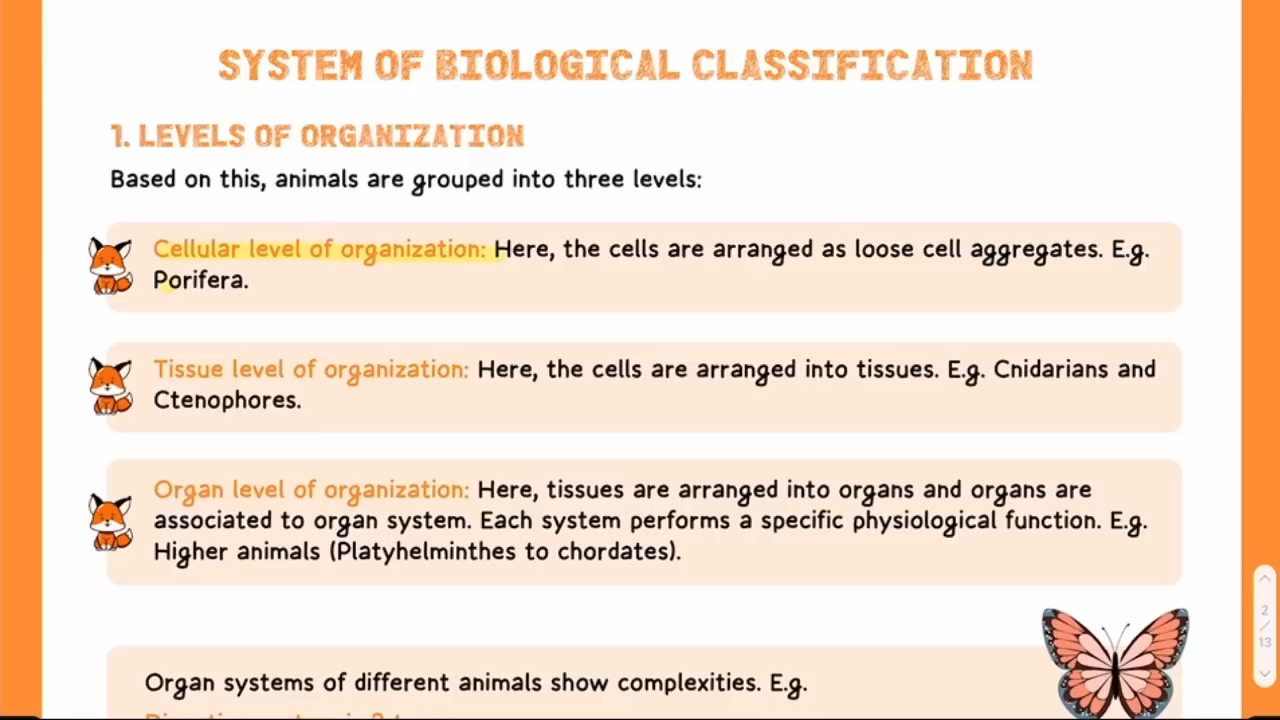 SYSTEM OF BIOLOGICAL CLASSIFICATION
1. LEVELS OF ORGANIZATION
Based on this, animals are grouped into three levels:
Cellular level of organization: Here, the cells are arranged as loose cell aggregates. E.g.
Porifera.
Tissue level of organization: Here, the cells are arranged into tissues. E.g. Cnidarians and
Ctenophores.
Organ level of organization: Here, tissues are arranged into organs and organs are
associated to organ system. Each system performs a specific physiological function. E.g.
Higher animals (Platyhelminthes to chordates).
Organ systems of different animals show complexities. E.g.
2
/
13